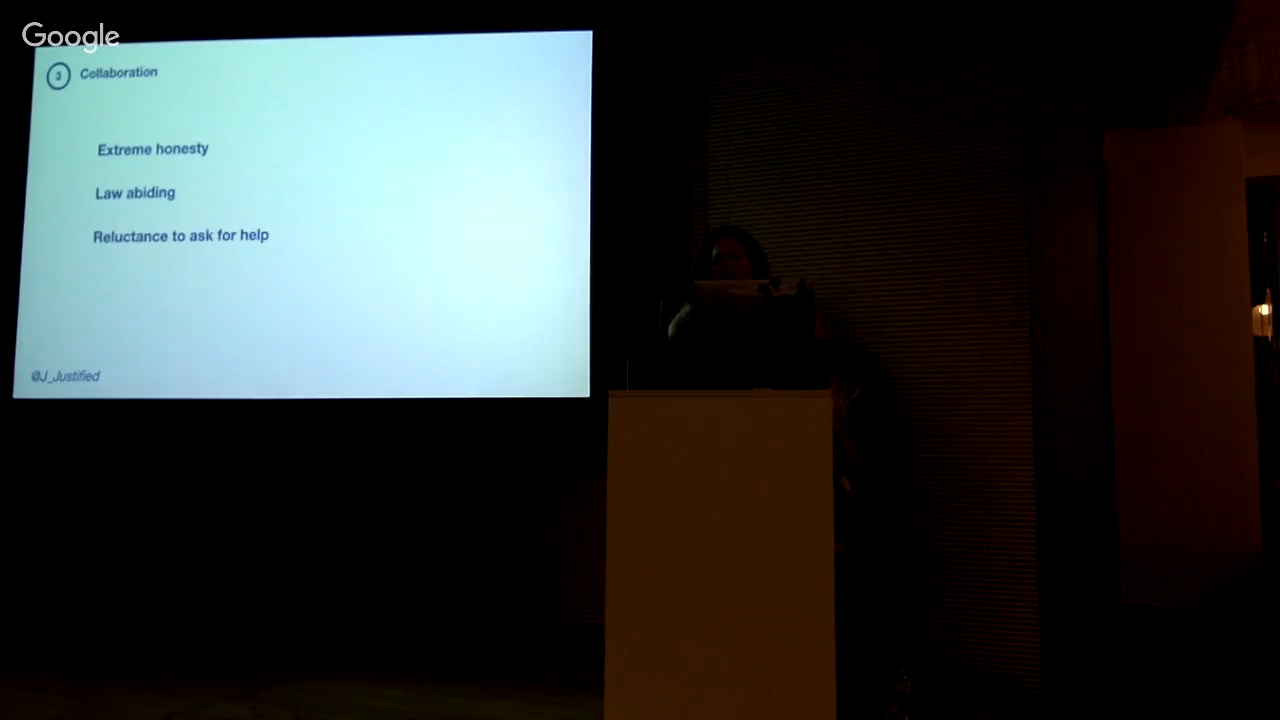 Google
3 Collaboration
Extreme honesty
Law abiding
Reluctance to ask for help
@J_Justified